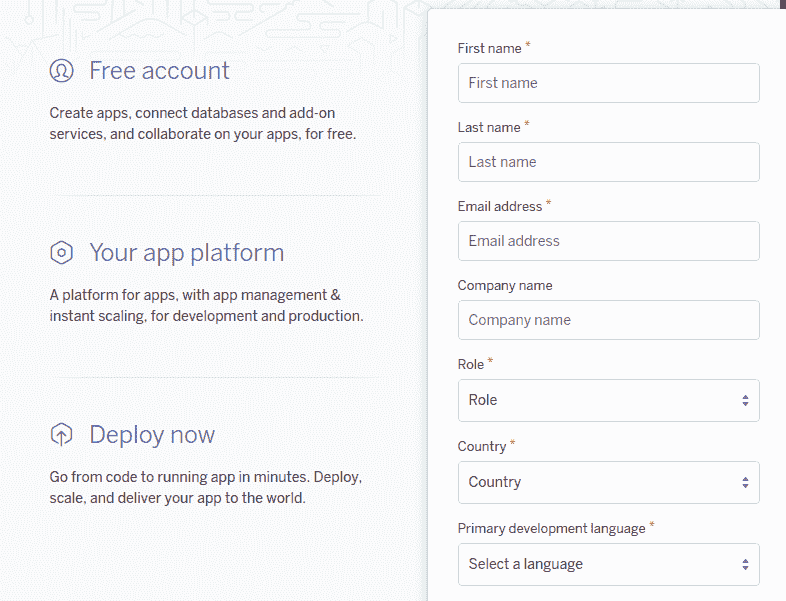 Free account
Create apps, connect databases and add-on
services, and collaborate on your apps, for free.
Your app platform
A platform for apps, with app management &
instant scaling, for development and production.
Deploy now
Go from code to running app in minutes. Deploy,
scale, and deliver your app to the world.
First name *
First name
Last name *
Last name
Email address *
Email address
Company name
Company name
Role *
Role
Country *
Country
Primary development language *
Select a language